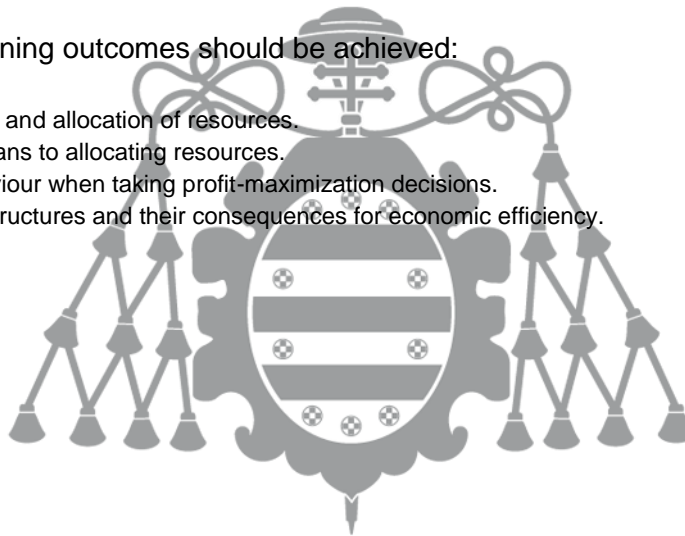 ning outcomes should be achieved:
and allocation of resources.
ans to allocating resources.
viour when taking profit-maximization decisions.
ructures and their consequences for economic efficiency.